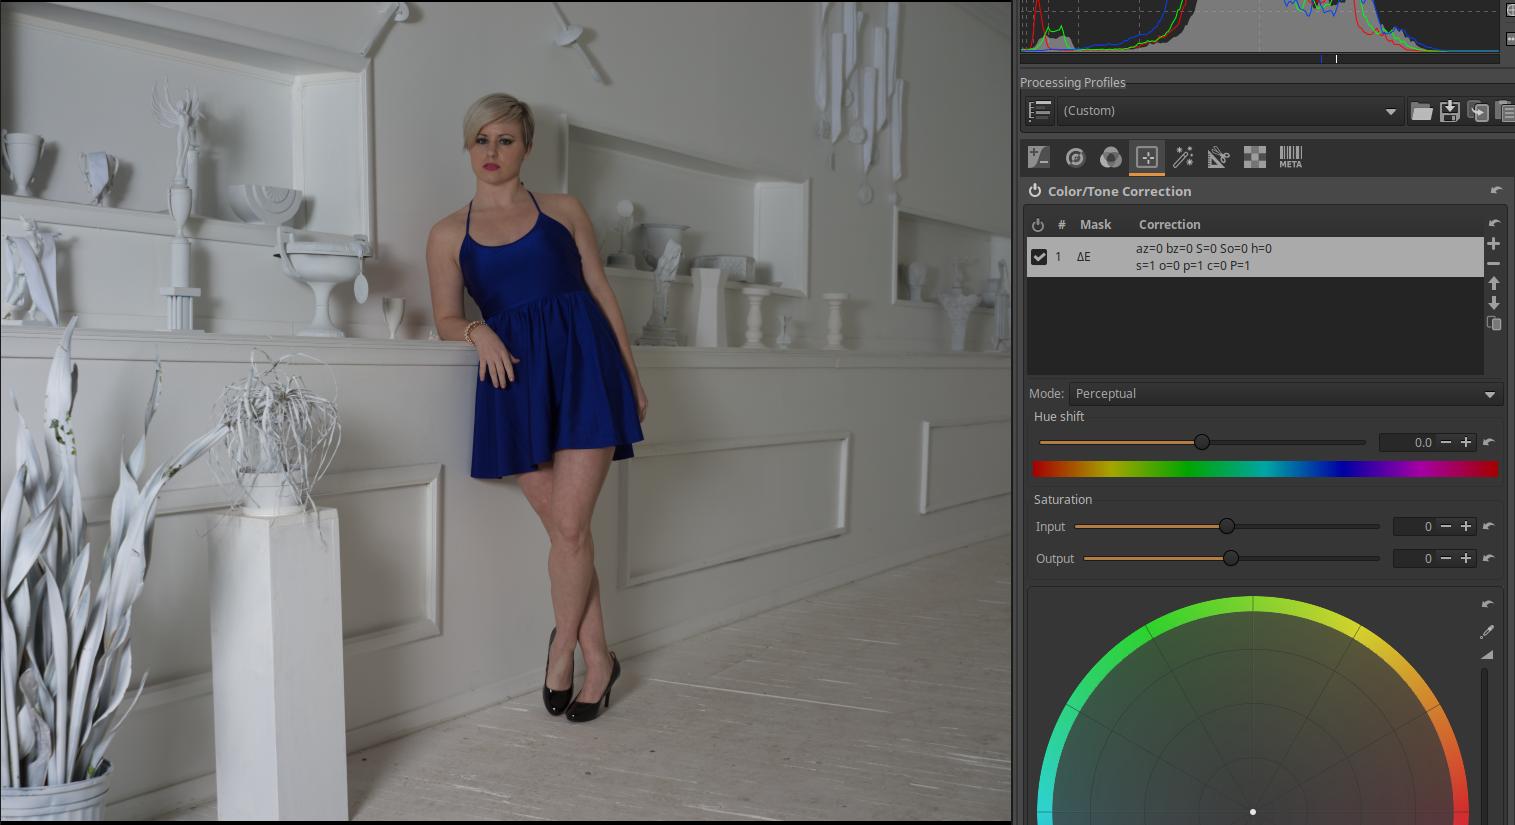 Processing Profiles
(Custom)
META
Color/Tone Correction
# Mask Correction
1 ΔE az=0 bz=0 S=0 So=0 h=0
s=1 o=0 p=1 c=0 P=1
Mode: Perceptual
Hue shift
0.0
Saturation
Input 0
Output 0